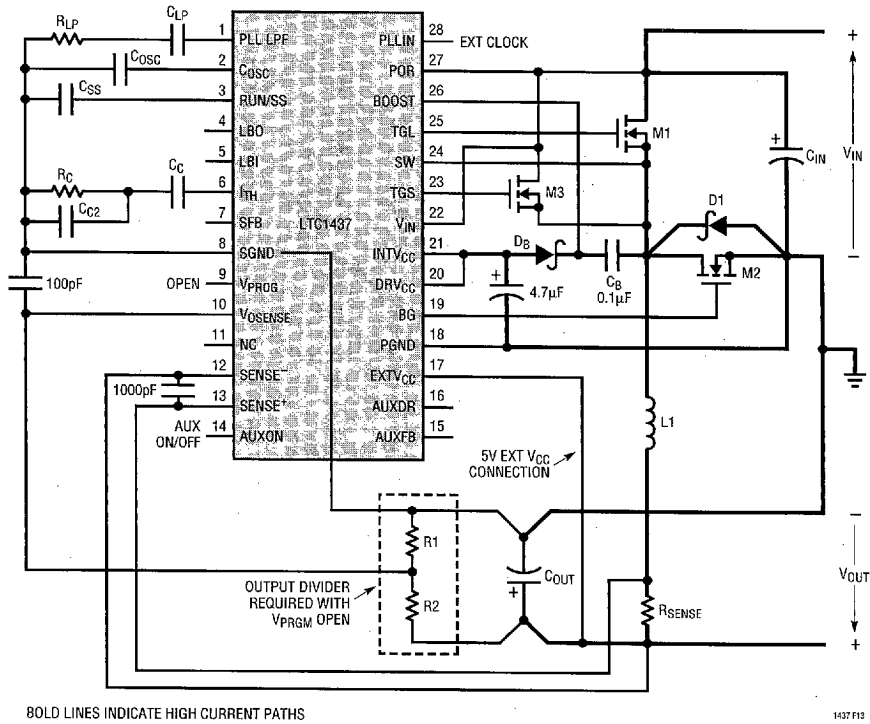 RLP
CLP
COSC
CSS
RC
CC
CC2
100pF
OPEN
1000pF
AUX
ON/OFF
1 PLL LPF
2 COSC
3 RUN/SS
4 LBO
5 LBI
6 ITH
7 SFB
8 SGND
9 VPROG
10 VOSENSE
11 NC
12 SENSE−
13 SENSE+
14 AUXON
LTC1437
PLLIN 28
EXT CLOCK
POR 27
BOOST 26
TGL 25
SW 24
TGS 23
VIN 22
INTVCC 21
DRVCC 20
BG 19
PGND 18
EXTVCC 17
AUXDR 16
AUXFB 15
M1
M3
DB
4.7µF
CB
0.1µF
D1
M2
+
CIN
+
VIN
−
+
L1
5V EXT VCC
CONNECTION
R1
R2
OUTPUT DIVIDER
REQUIRED WITH
VPRGM OPEN
COUT
+
RSENSE
−
VOUT
+
BOLD LINES INDICATE HIGH CURRENT PATHS
1437 F13